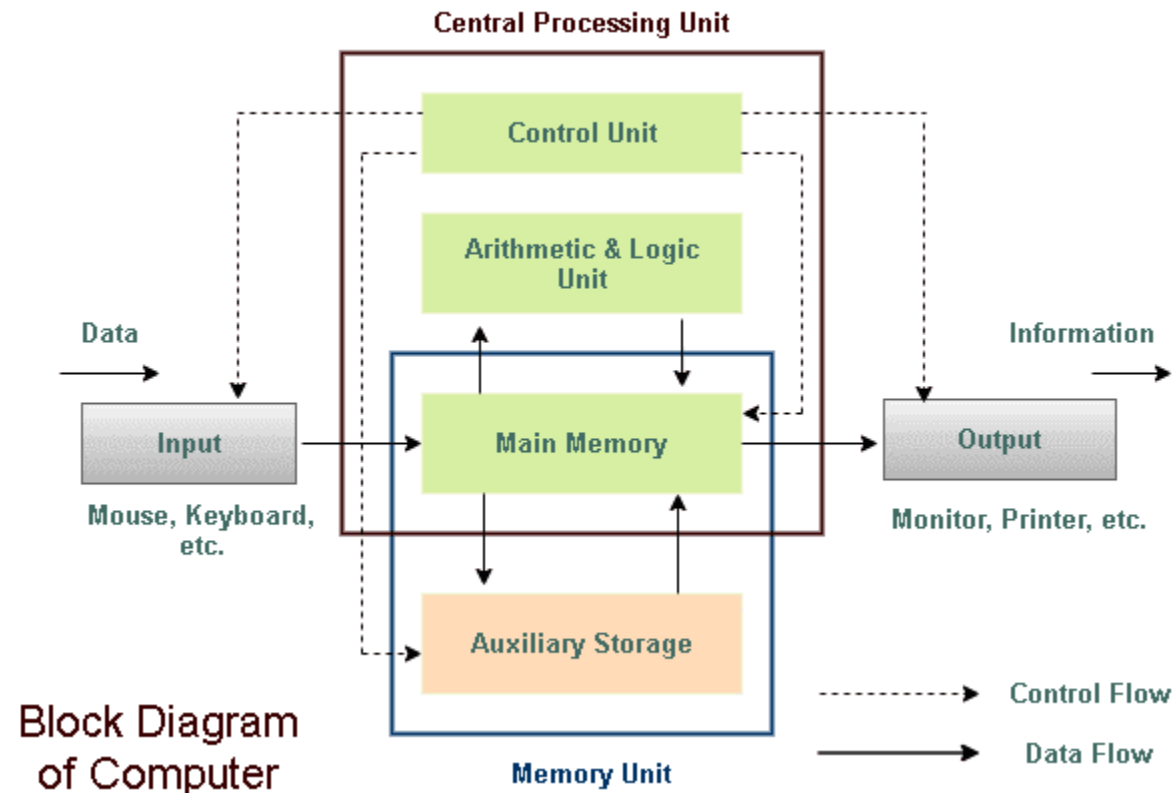 Central Processing Unit
Control Unit
Arithmetic & Logic
Unit
Data
Information
Input
Main Memory
Output
Mouse, Keyboard,
etc.
Monitor, Printer, etc.
Auxiliary Storage
Control Flow
Data Flow
Block Diagram
of Computer
Memory Unit